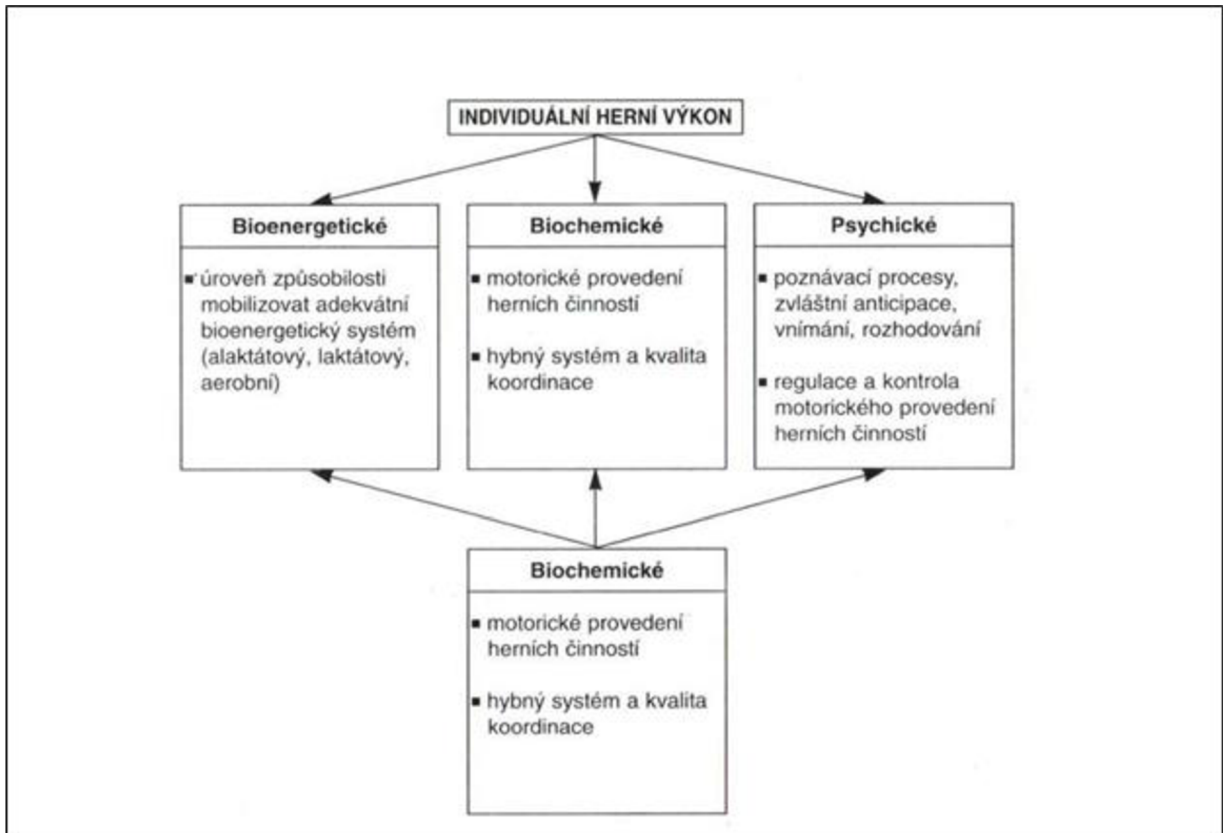 INDIVIDUÁLNÍ HERNÍ VÝKON
Bioenergetické
▪ úroveň způsobilosti
mobilizovat adekvátní
bioenergetický systém
(alaktátový, laktátový,
aerobní)
Biochemické
▪ motorické provedení
herních činností
▪ hybný systém a kvalita
koordinace
Psychické
▪ poznávací procesy,
zvláštní anticipace,
vnímání, rozhodování
▪ regulace a kontrola
motorického provedení
herních činností
Biochemické
▪ motorické provedení
herních činností
▪ hybný systém a kvalita
koordinace